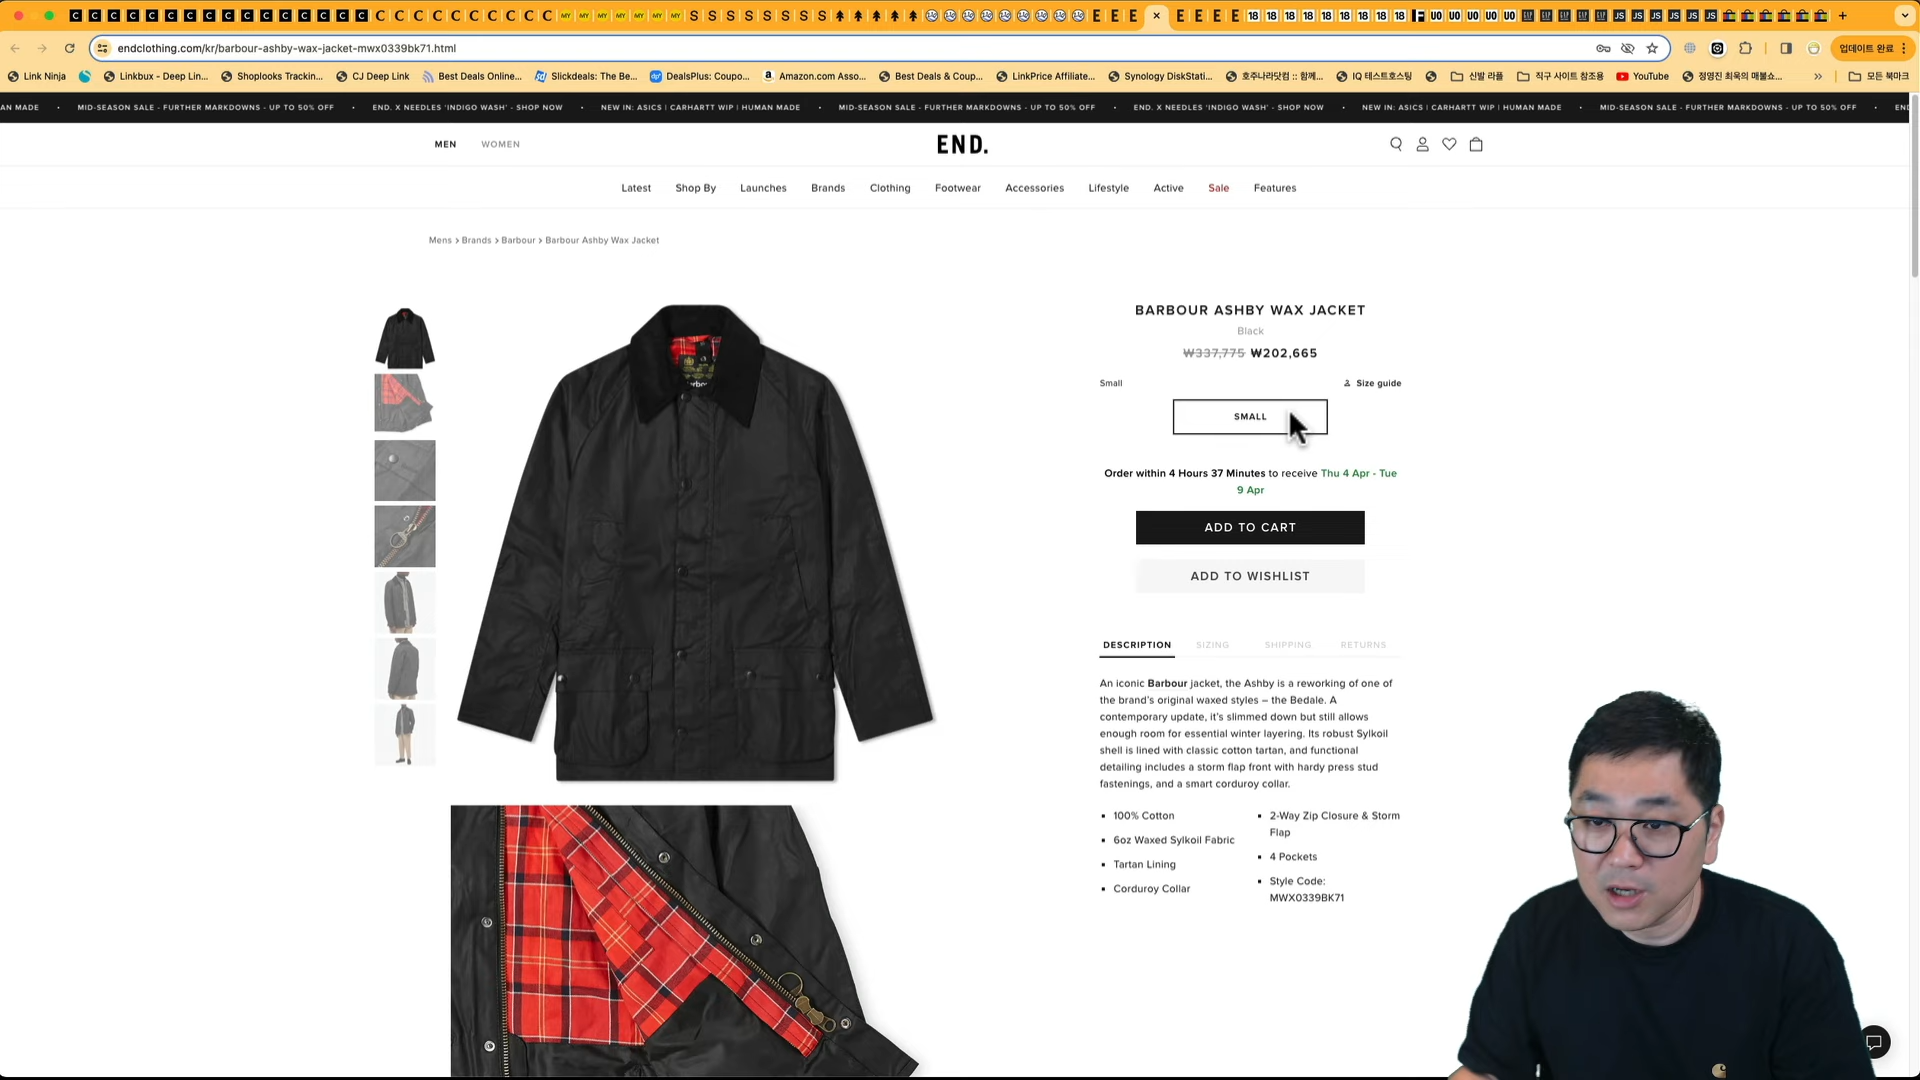 endclothing.com/kr/barbour-ashby-wax-jacket-mwx0339bk71.html
업데이트 완료
Link Ninja
Linkbux - Deep Lin...
Shoplooks Trackin...
CJ Deep Link
Best Deals Online...
Slickdeals: The Be...
DealsPlus: Coupo...
Amazon.com Asso...
Best Deals & Coup...
LinkPrice Affiliate...
Synology DiskStati...
호주나라닷컴 :: 함께...
IQ 테스트호스팅
신발 라플
직구 사이트 참조용
YouTube
정영진 최욱의 매불쇼...
모든 북마크
AN MADE • MID-SEASON SALE - FURTHER MARKDOWNS - UP TO 50% OFF • END. X NEEDLES 'INDIGO WASH' - SHOP NOW • NEW IN: ASICS | CARHARTT WIP | HUMAN MADE • MID-SEASON SALE - FURTHER MARKDOWNS - UP TO 50% OFF • END. X NEEDLES 'INDIGO WASH' - SHOP NOW • NEW IN: ASICS | CARHARTT WIP | HUMAN MADE • MID-SEASON SALE - FURTHER MARKDOWNS - UP TO 50% OFF • END
MEN WOMEN
END.
Latest Shop By Launches Brands Clothing Footwear Accessories Lifestyle Active Sale Features
Mens > Brands > Barbour > Barbour Ashby Wax Jacket
BARBOUR ASHBY WAX JACKET
Black
₩337,775 ₩202,665
Small Size guide
SMALL
Order within 4 Hours 37 Minutes to receive Thu 4 Apr - Tue
9 Apr
ADD TO CART
ADD TO WISHLIST
DESCRIPTION SIZING SHIPPING RETURNS
An iconic Barbour jacket, the Ashby is a reworking of one of
the brand's original waxed styles – the Bedale. A
contemporary update, it's slimmed down but still allows
enough room for essential winter layering. Its robust Sylkoil
shell is lined with classic cotton tartan, and functional
detailing includes a storm flap front with hardy press stud
fastenings, and a smart corduroy collar.
100% Cotton
6oz Waxed Sylkoil Fabric
Tartan Lining
Corduroy Collar
2-Way Zip Closure & Storm
Flap
4 Pockets
Style Code:
MWX0339BK71